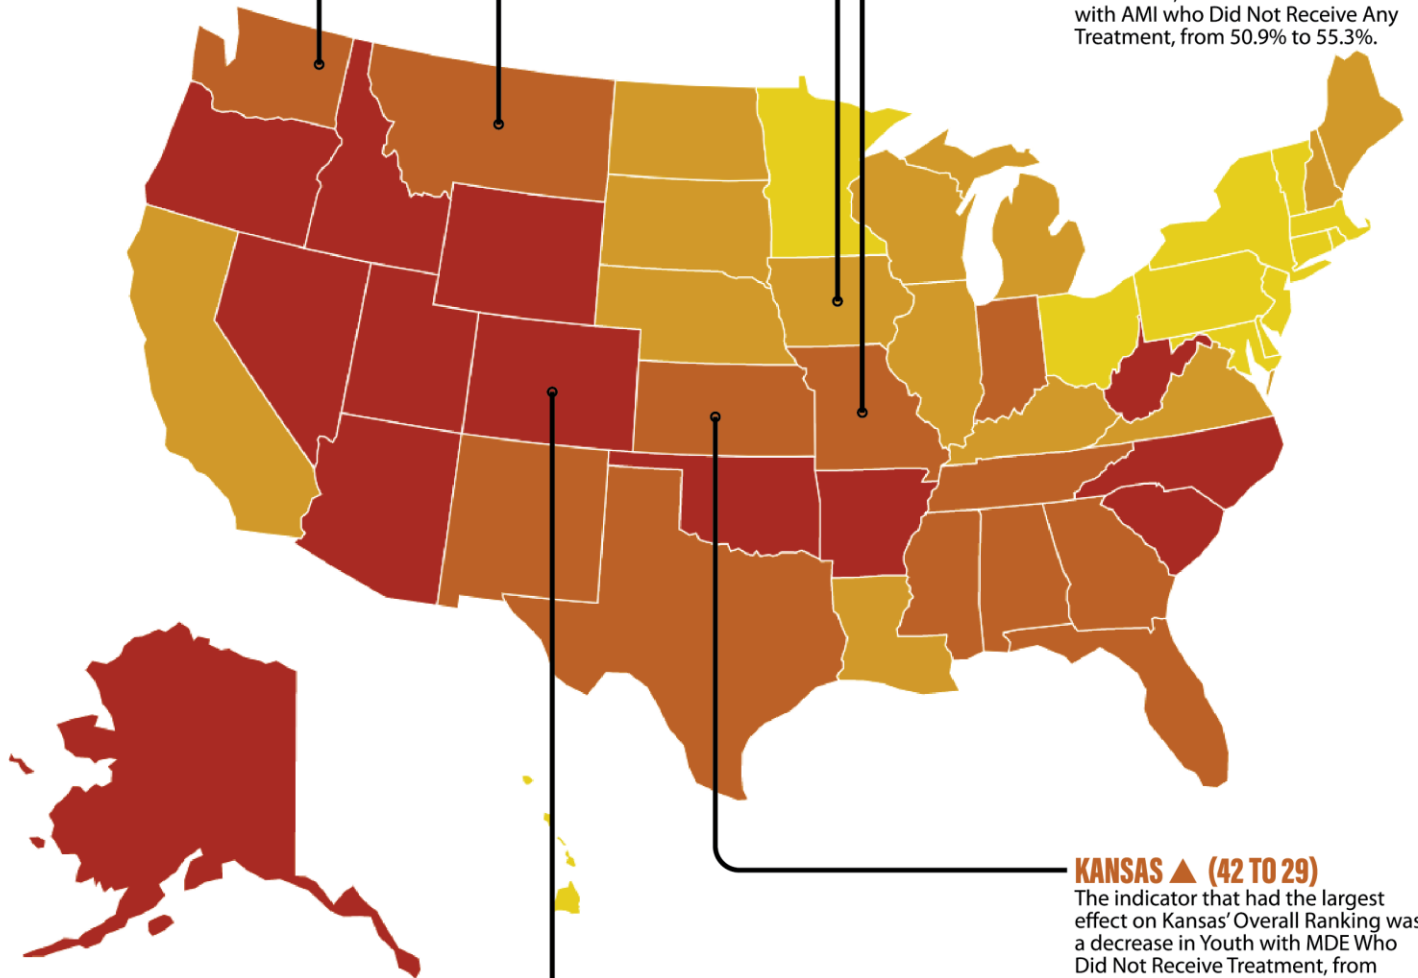 with AMI who Did Not Receive Any
Treatment, from 50.9% to 55.3%.
KANSAS ▲ (42 TO 29)
The indicator that had the largest
effect on Kansas' Overall Ranking was
a decrease in Youth with MDE Who
Did Not Receive Treatment, from